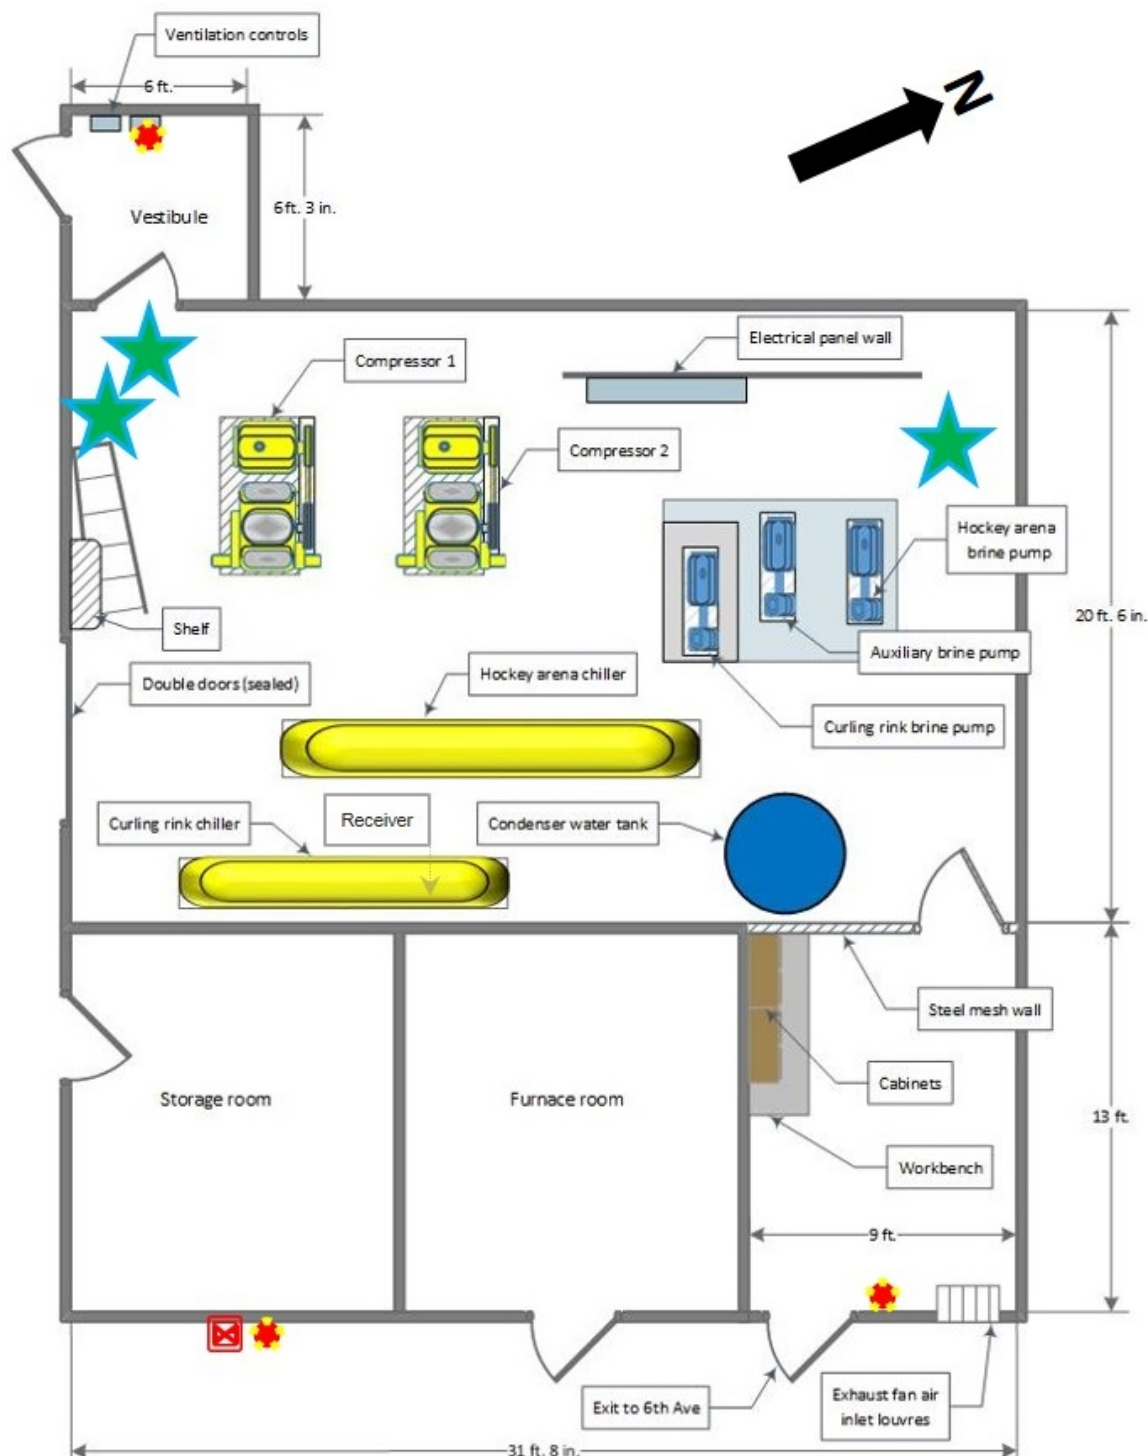 Ventilation controls
6 ft.
N
6 ft. 3 in.
Vestibule
Electrical panel wall
Compressor 1
Compressor 2
Hockey arena
brine pump
20 ft. 6 in.
Shelf
Auxiliary brine pump
Hockey arena chiller
Double doors (sealed)
Curling rink brine pump
Curling rink chiller
Receiver
Condenser water tank
Steel mesh wall
Cabinets
Storage room
Furnace room
13 ft.
Workbench
9 ft.
Exit to 6th Ave
Exhaust fan air
inlet louvres
31 ft. 8 in.